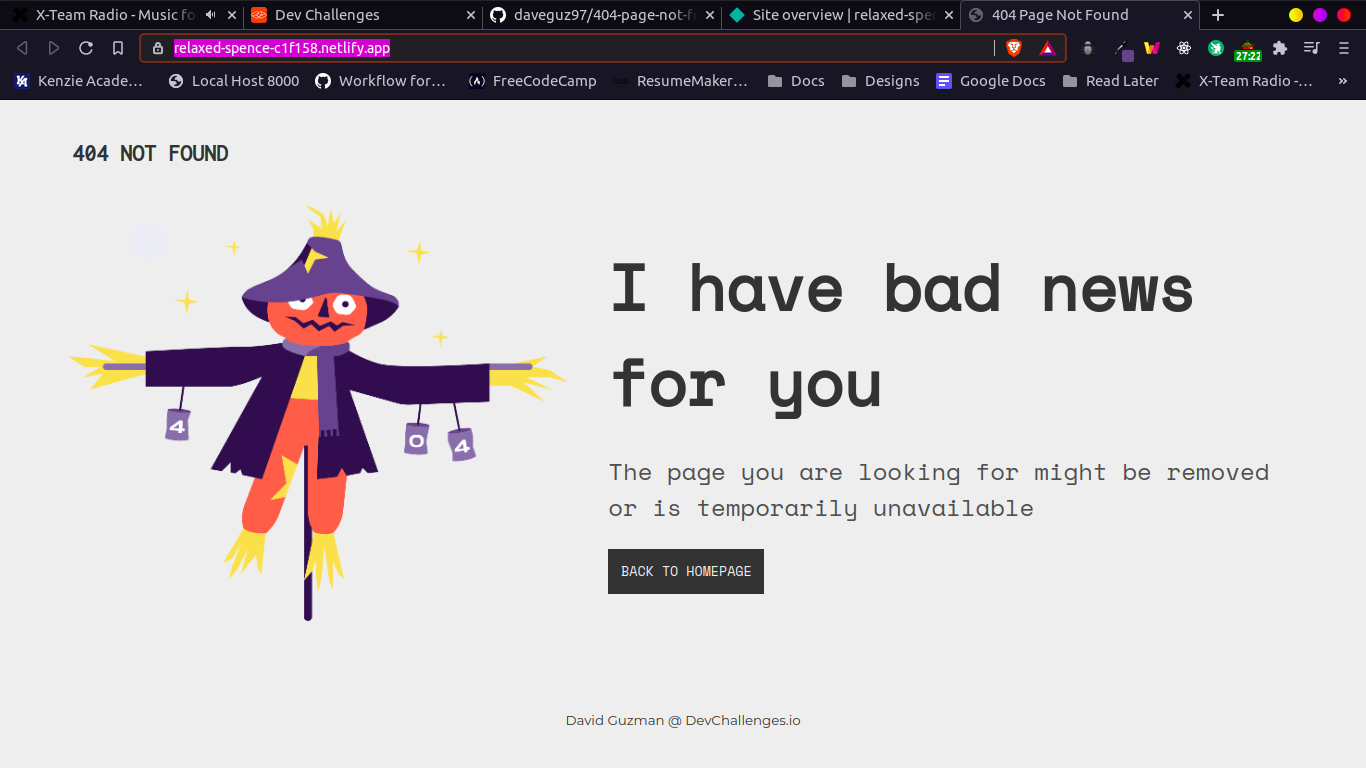 X-Team Radio - Music fo
Dev Challenges
daveguz97/404-page-not-f
Site overview | relaxed-spe
404 Page Not Found
relaxed-spence-c1f158.netlify.app
27:22
Kenzie Acade…
Local Host 8000
Workflow for…
FreeCodeCamp
ResumeMaker…
Docs
Designs
Google Docs
Read Later
X-Team Radio -…
404 NOT FOUND
I have bad news
for you
4
0
4
The page you are looking for might be removed
or is temporarily unavailable
BACK TO HOMEPAGE
David Guzman @ DevChallenges.io